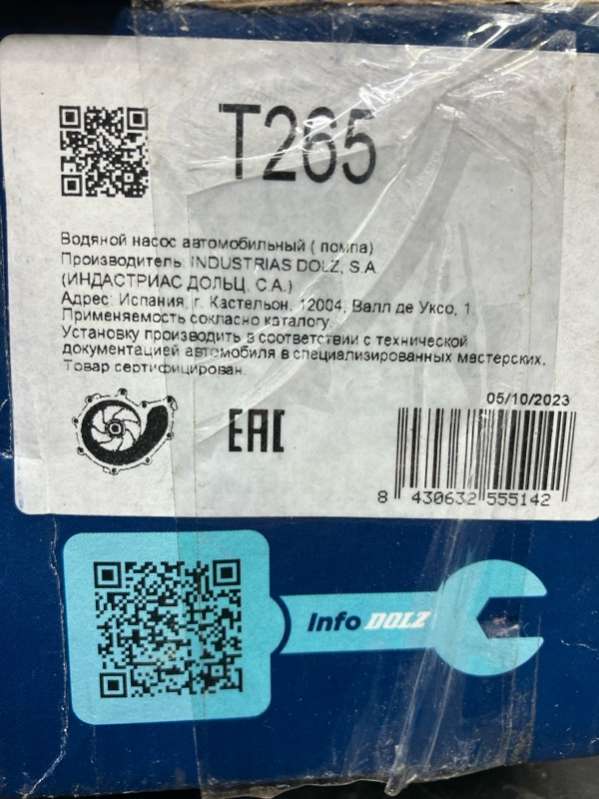 T265
Водяной насос автомобильный ( помпа)
Производитель: INDUSTRIAS DOLZ, S.A
(ИНДАСТРИАС ДОЛЬЦ, С.А.)
Адрес: Испания, г. Кастельон, 12004, Валл де Уксо, 1
Применяемость согласно каталогу.
Установку производить в соответствии с технической
документацией автомобиля в специализированных мастерских.
Товар сертифицирован.
05/10/2023
EAC
8 430632 555142
Info DOLZ